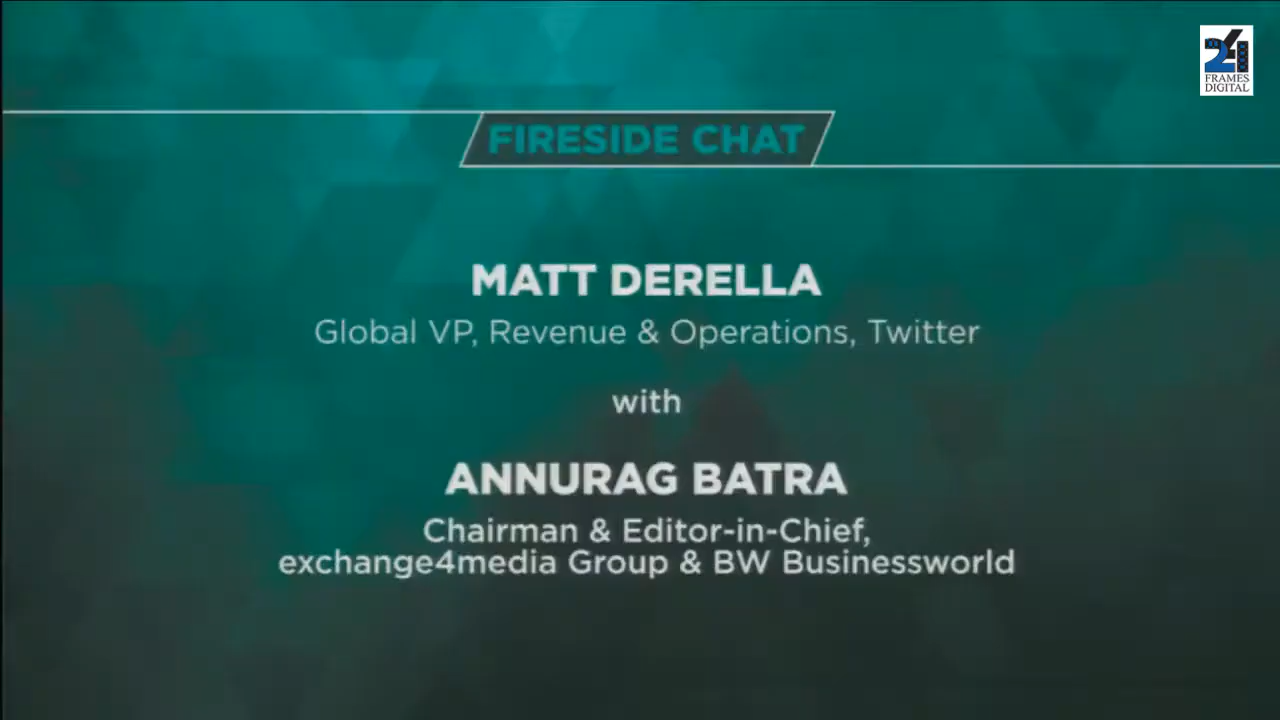 24
FRAMES
DIGITAL
FIRESIDE CHAT
MATT DERELLA
Global VP, Revenue & Operations, Twitter
with
ANNURAG BATRA
Chairman & Editor-in-Chief,
exchange4media Group & BW Businessworld